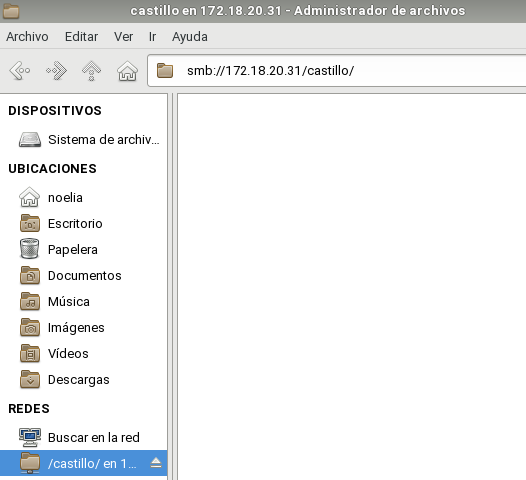 castillo en 172.18.20.31 - Administrador de archivos
Archivo Editar Ver Ir Ayuda
smb://172.18.20.31/castillo/
DISPOSITIVOS
Sistema de archiv...
UBICACIONES
noelia
Escritorio
Papelera
Documentos
Música
Imágenes
Vídeos
Descargas
REDES
Buscar en la red
/castillo/ en 1...